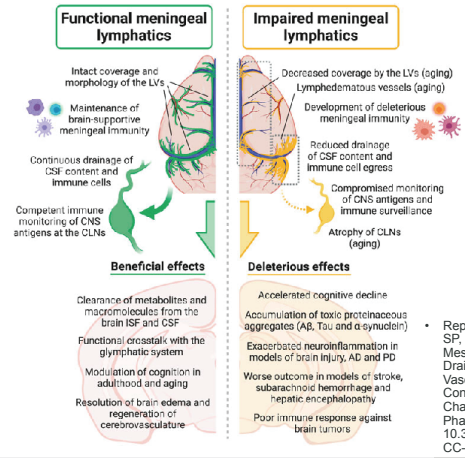 Functional meningeal
lymphatics
Intact coverage and
morphology of the LVs
Maintenance of
brain-supportive
meningeal immunity
Continuous drainage of
CSF content and
immune cells
Competent immune
monitoring of CNS
antigens at the CLNs
Beneficial effects
Clearance of metabolites and
macromolecules from the
brain ISF and CSF
Functional crosstalk with the
glymphatic system
Modulation of cognition in
adulthood and aging
Resolution of brain edema and
regeneration of
cerebrovasculature
Impaired meningeal
lymphatics
Decreased coverage by the LVs (aging)
Lymphedematous vessels (aging)
Development of deleterious
meningeal immunity
Reduced drainage
of CSF content and
immune cell egress
Compromised monitoring
of CNS antigens and
immune surveillance
Atrophy of CLNs
(aging)
Deleterious effects
Accelerated cognitive decline
Accumulation of toxic proteinaceous
aggregates (Aβ, Tau and α-synuclein)
Exacerbated neuroinflammation in
models of brain injury, AD and PD
Worse outcome in models of stroke,
subarachnoid hemorrhage and
hepatic encephalopathy
Poor immune response against
brain tumors
• Rep
SP,
Mes
Drai
Vasc
Con
Cha
Pha
10.3
CC-